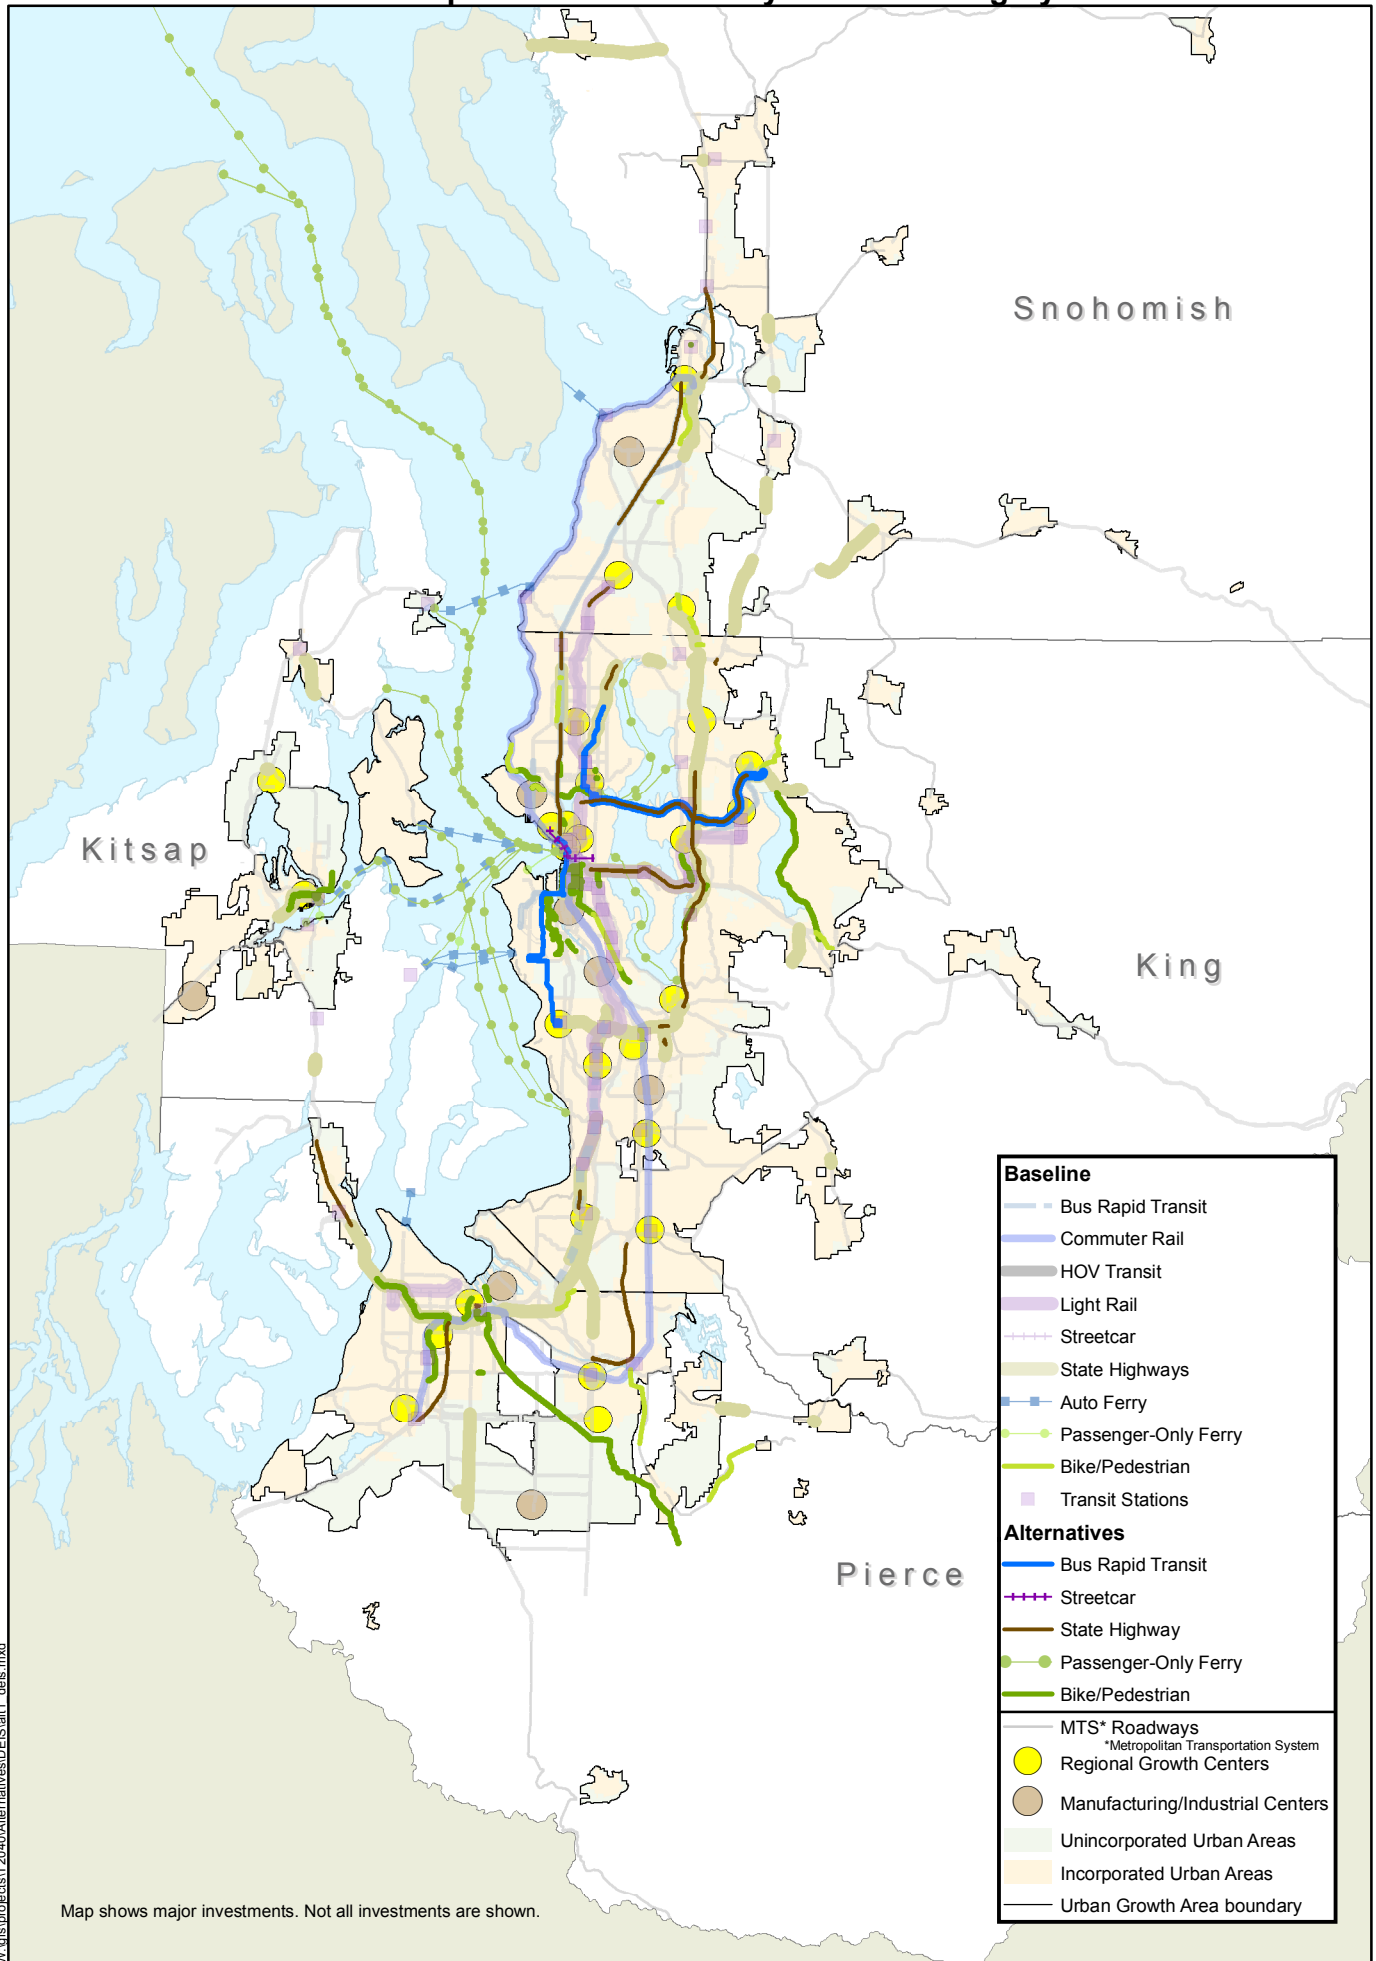 Snohomish
Kitsap
King
Pierce
Baseline
Bus Rapid Transit
Commuter Rail
HOV Transit
Light Rail
Streetcar
State Highways
Auto Ferry
Passenger-Only Ferry
Bike/Pedestrian
Transit Stations
Alternatives
Bus Rapid Transit
Streetcar
State Highway
Passenger-Only Ferry
Bike/Pedestrian
MTS* Roadways
*Metropolitan Transportation System
Regional Growth Centers
Manufacturing/Industrial Centers
Unincorporated Urban Areas
Incorporated Urban Areas
Urban Growth Area boundary
Map shows major investments. Not all investments are shown.